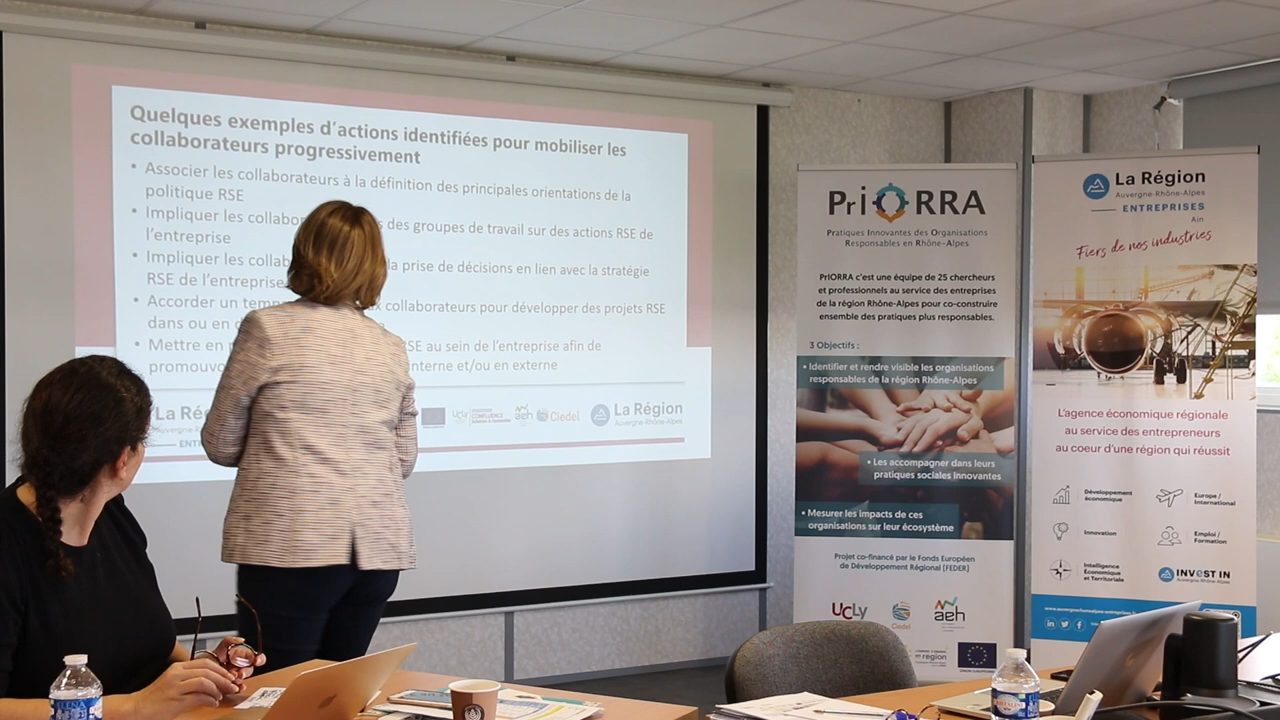 Quelques exemples d'actions identifiées pour mobiliser les
collaborateurs progressivement
• Associer les collaborateurs à la définition des principales orientations de la
politique RSE
• Impliquer les des groupes de travail sur des actions RSE de
l'entreprise
• Impliquer les la prise de décisions en lien avec la stratégie
RSE de l'entreprise
• Accorder un collaborateurs pour développer des projets RSE
dans ou en
• Mettre en RSE au sein de l'entreprise afin de
interne et/ou en externe
La
UCLy
CONFLUENCE
aeh
Ciedel
La Région
Auvergne-Rhône-Alpes
PriORRA
Pratiques Innovantes des Organisations
Responsables en Rhône-Alpes
PriORRA c'est une équipe de 25 chercheurs
et professionnels au service des entreprises
de la région Rhône-Alpes pour co-construire
ensemble des pratiques plus responsables.
3 Objectifs :
• Identifier et rendre visible les organisations
responsables de la région Rhône-Alpes
• Les accompagner dans leurs
pratiques sociales innovantes
• Mesurer les impacts de ces
organisations sur leur écosystème
Projet co-financé par le Fonds Européen
de Développement Régional (FEDER)
UCLy
Ciedel
aeh
en région
La Région
Auvergne-Rhône-Alpes
ENTREPRISES
Ain
Fiers de nos industries
L'agence économique régionale
au service des entrepreneurs
au coeur d'une région qui réussit
Développement
économique
Europe /
International
Innovation
Emploi /
Formation
Intelligence
Économique
et Territoriale
INVEST IN
Auvergne-Rhône-Alpes
www.auvergnerhonealpes-entreprises.fr